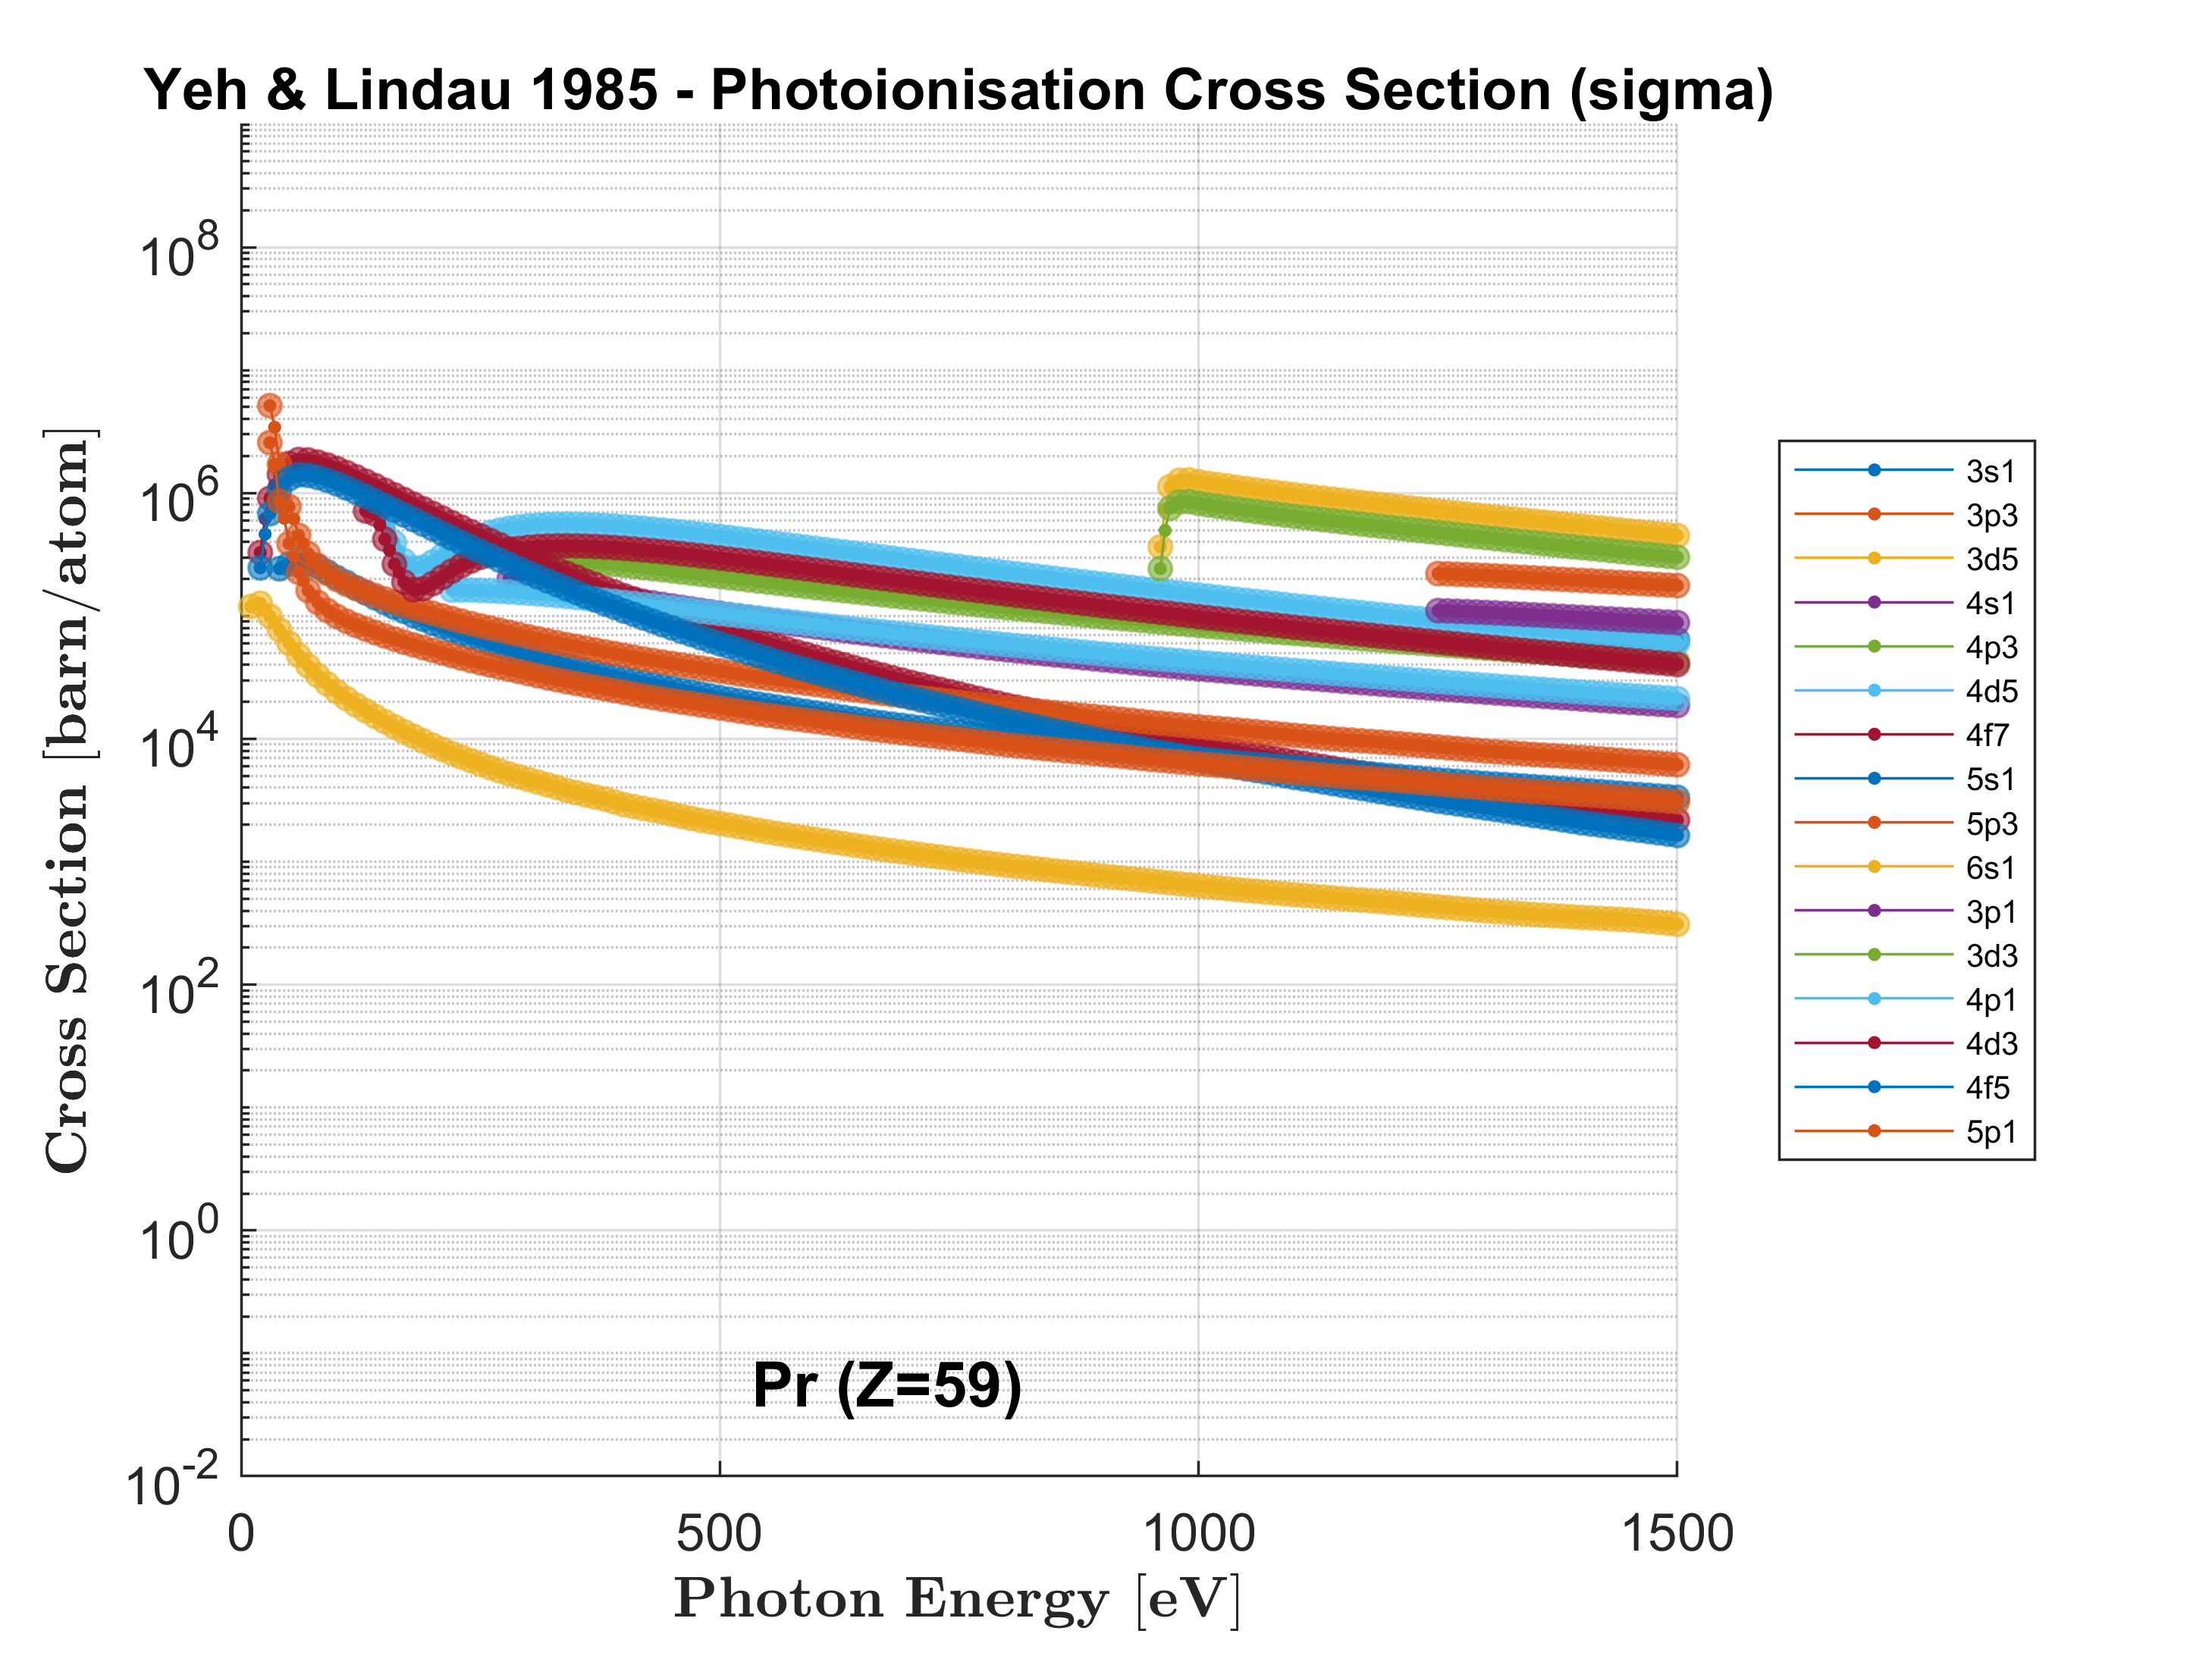 Yeh & Lindau 1985 - Photoionisation Cross Section (sigma)
Cross Section [barn/atom]
10^8
10^6
10^4
10^2
10^0
10^-2
0 500 1000 1500
Photon Energy [eV]
Pr (Z=59)
3s1
3p3
3d5
4s1
4p3
4d5
4f7
5s1
5p3
6s1
3p1
3d3
4p1
4d3
4f5
5p1